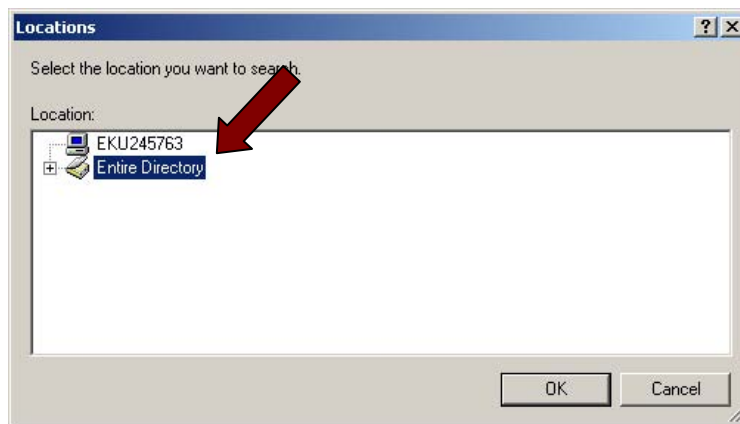 Locations
Select the location you want to search.
Location:
EKU245763
Entire Directory
OK
Cancel